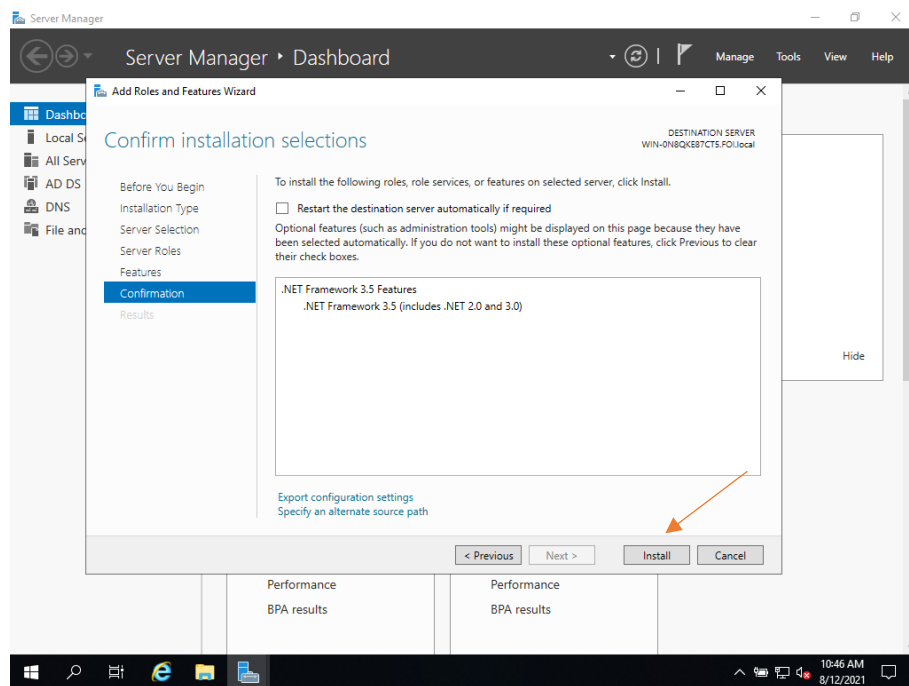 Server Manager
Server Manager • Dashboard
Manage
Tools
View
Help
Add Roles and Features Wizard
Dashbo
Local Se
All Serv
AD DS
DNS
File and
Confirm installation selections
DESTINATION SERVER
WIN-0N8QKE87CTS.FOI.local
Before You Begin
Installation Type
Server Selection
Server Roles
Features
Confirmation
Results
To install the following roles, role services, or features on selected server, click Install.
Restart the destination server automatically if required
Optional features (such as administration tools) might be displayed on this page because they have
been selected automatically. If you do not want to install these optional features, click Previous to clear
their check boxes.
.NET Framework 3.5 Features
.NET Framework 3.5 (includes .NET 2.0 and 3.0)
Export configuration settings
Specify an alternate source path
< Previous
Next >
Install
Cancel
Hide
Performance
BPA results
Performance
BPA results
10:46 AM
8/12/2021